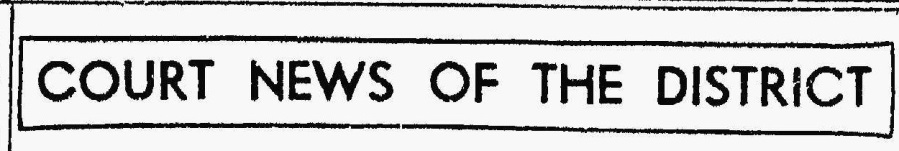 COURT NEWS OF THE DISTRICT